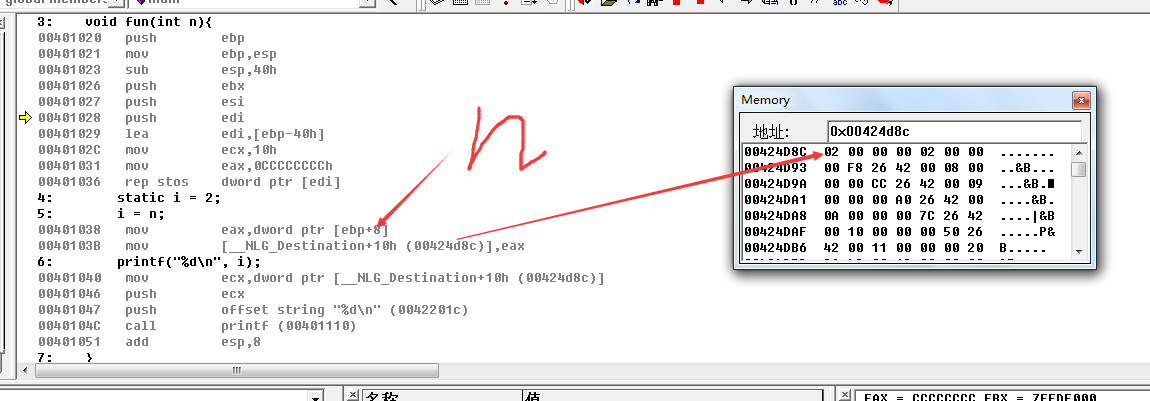 3: void fun(int n){
00401020 push ebp
00401021 mov ebp,esp
00401023 sub esp,40h
00401026 push ebx
00401027 push esi
00401028 push edi
00401029 lea edi,[ebp-40h]
0040102C mov ecx,10h
00401031 mov eax,0CCCCCCCCh
00401036 rep stos dword ptr [edi]
4: static i = 2;
5: i = n;
00401038 mov eax,dword ptr [ebp+8]
0040103B mov [__NLG_Destination+10h (00424d8c)],eax
6: printf("%d\n", i);
00401040 mov ecx,dword ptr [__NLG_Destination+10h (00424d8c)]
00401046 push ecx
00401047 push offset string "%d\n" (0042201c)
0040104C call printf (00401110)
00401051 add esp,8
7: }
n
Memory
地址: 0x00424d8c
00424D8C 02 00 00 00 02 00 00 .......
00424D93 00 F8 26 42 00 08 00 ..&B...
00424D9A 00 00 CC 26 42 00 09 ...&B.
00424DA1 00 00 00 A0 26 42 00 ....&B.
00424DA8 0A 00 00 00 7C 26 42 ....|&B
00424DAF 00 10 00 00 00 50 26 .....P&
00424DB6 42 00 11 00 00 00 20 B.....
名称 值
EAX = CCCCCCCC EBX = 7EFDE000